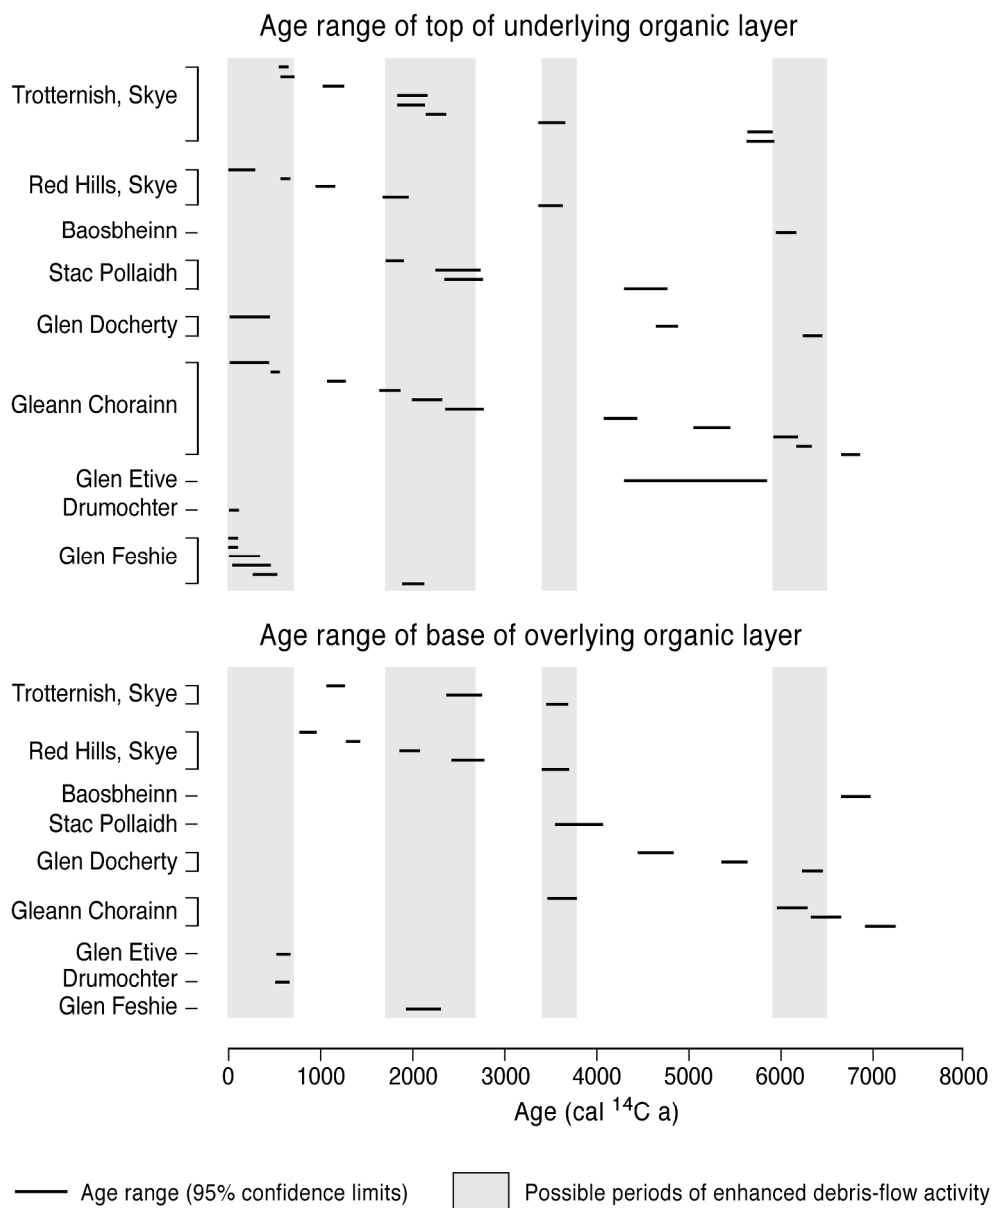 Age range of top of underlying organic layer
Trotternish, Skye
Red Hills, Skye
Baosbheinn
Stac Pollaidh
Glen Docherty
Gleann Chorainn
Glen Etive
Drumochter
Glen Feshie
Age range of base of overlying organic layer
Trotternish, Skye
Red Hills, Skye
Baosbheinn
Stac Pollaidh
Glen Docherty
Gleann Chorainn
Glen Etive
Drumochter
Glen Feshie
0 1000 2000 3000 4000 5000 6000 7000 8000
Age (cal ¹⁴C a)
Age range (95% confidence limits) Possible periods of enhanced debris-flow activity